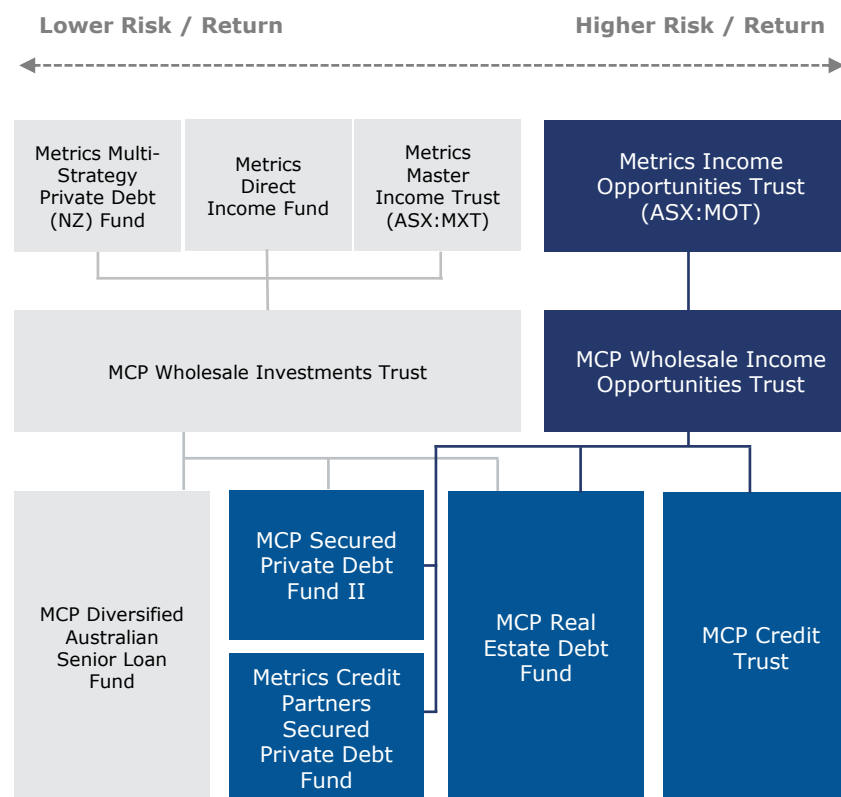 Lower Risk / Return
Higher Risk / Return
Metrics Multi-
Strategy
Private Debt
(NZ) Fund
Metrics
Direct
Income Fund
Metrics
Master
Income Trust
(ASX:MXT)
Metrics Income
Opportunities Trust
(ASX:MOT)
MCP Wholesale Investments Trust
MCP Wholesale Income
Opportunities Trust
MCP Diversified
Australian
Senior Loan
Fund
MCP Secured
Private Debt
Fund II
Metrics Credit
Partners
Secured
Private Debt
Fund
MCP Real
Estate Debt
Fund
MCP Credit
Trust